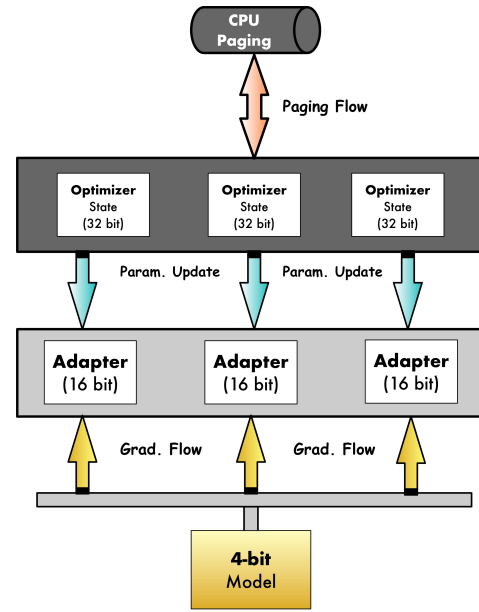 CPU
Paging
Paging Flow
Optimizer
State
(32 bit)
Optimizer
State
(32 bit)
Optimizer
State
(32 bit)
Param. Update
Param. Update
Adapter
(16 bit)
Adapter
(16 bit)
Adapter
(16 bit)
Grad. Flow
Grad. Flow
4-bit
Model